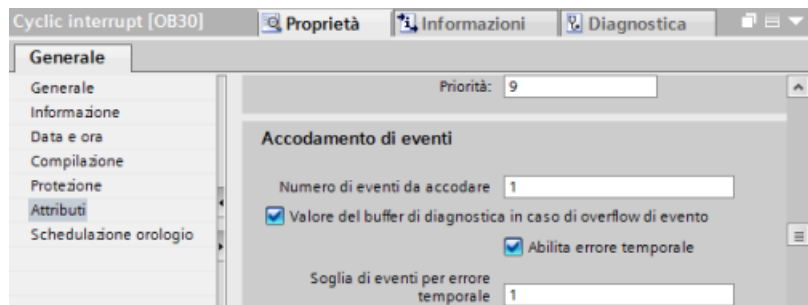 Cyclic interrupt [OB30]
Proprietà
Informazioni
Diagnostica
Generale
Generale
Informazione
Data e ora
Compilazione
Protezione
Attributi
Schedulazione orologio
Priorità: 9
Accodamento di eventi
Numero di eventi da accodare 1
Valore del buffer di diagnostica in caso di overflow di evento
Abilita errore temporale
Soglia di eventi per errore
temporale 1